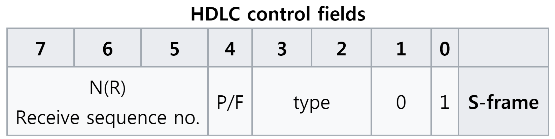 HDLC control fields
7 6 5 4 3 2 1 0
N(R) P/F type 0 1 S-frame
Receive sequence no.